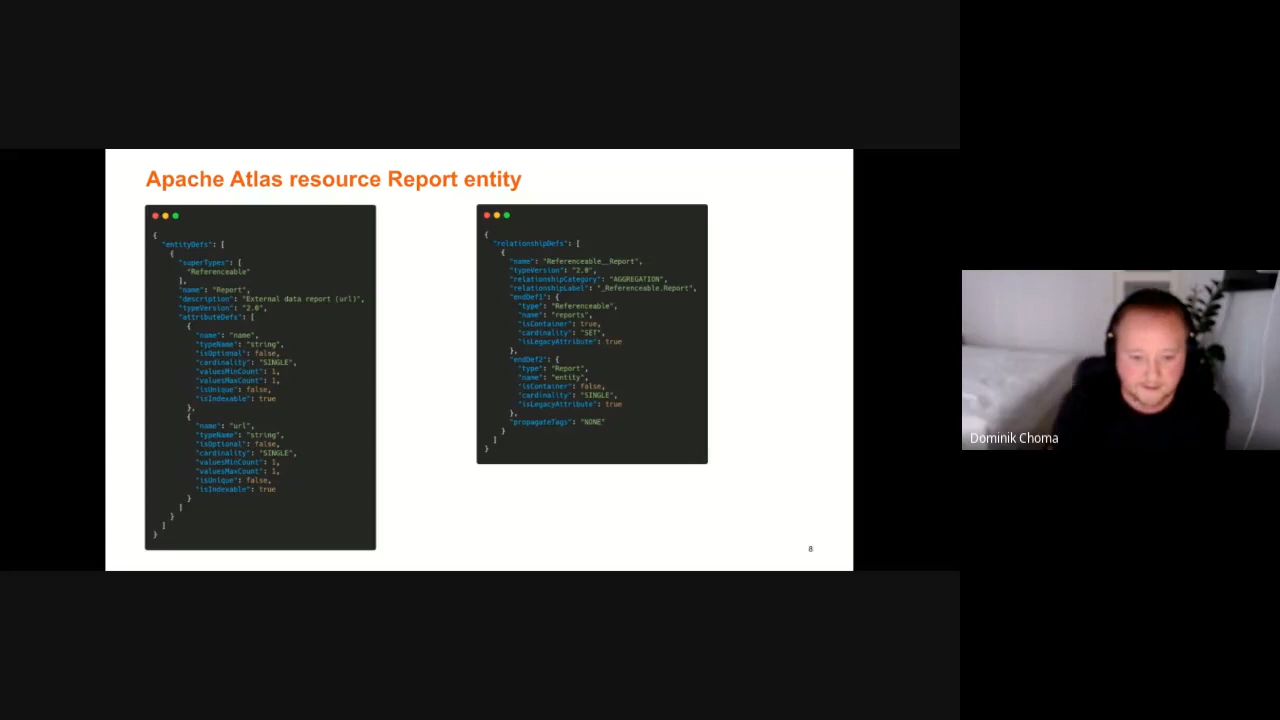 Apache Atlas resource Report entity
{
"entityDefs": [
{
"superTypes": [
"Referenceable"
],
"name": "Report",
"description": "External data report (url)",
"typeVersion": "2.0",
"attributeDefs": [
{
"name": "name",
"typeName": "string",
"isOptional": false,
"cardinality": "SINGLE",
"valuesMinCount": 1,
"valuesMaxCount": 1,
"isUnique": false,
"isIndexable": true
},
{
"name": "url",
"typeName": "string",
"isOptional": false,
"cardinality": "SINGLE",
"valuesMinCount": 1,
"valuesMaxCount": 1,
"isUnique": false,
"isIndexable": true
}
]
}
]
}
{
"relationshipDefs": [
{
"name": "Referenceable__Report",
"typeVersion": "2.0",
"relationshipCategory": "AGGREGATION",
"relationshipLabel": "_Referenceable.Report",
"endDef1": {
"type": "Referenceable",
"name": "reports",
"isContainer": true,
"cardinality": "SET",
"isLegacyAttribute": true
},
"endDef2": {
"type": "Report",
"name": "entity",
"isContainer": false,
"cardinality": "SINGLE",
"isLegacyAttribute": true
},
"propagateTags": "NONE"
}
]
}
8
Dominik Choma